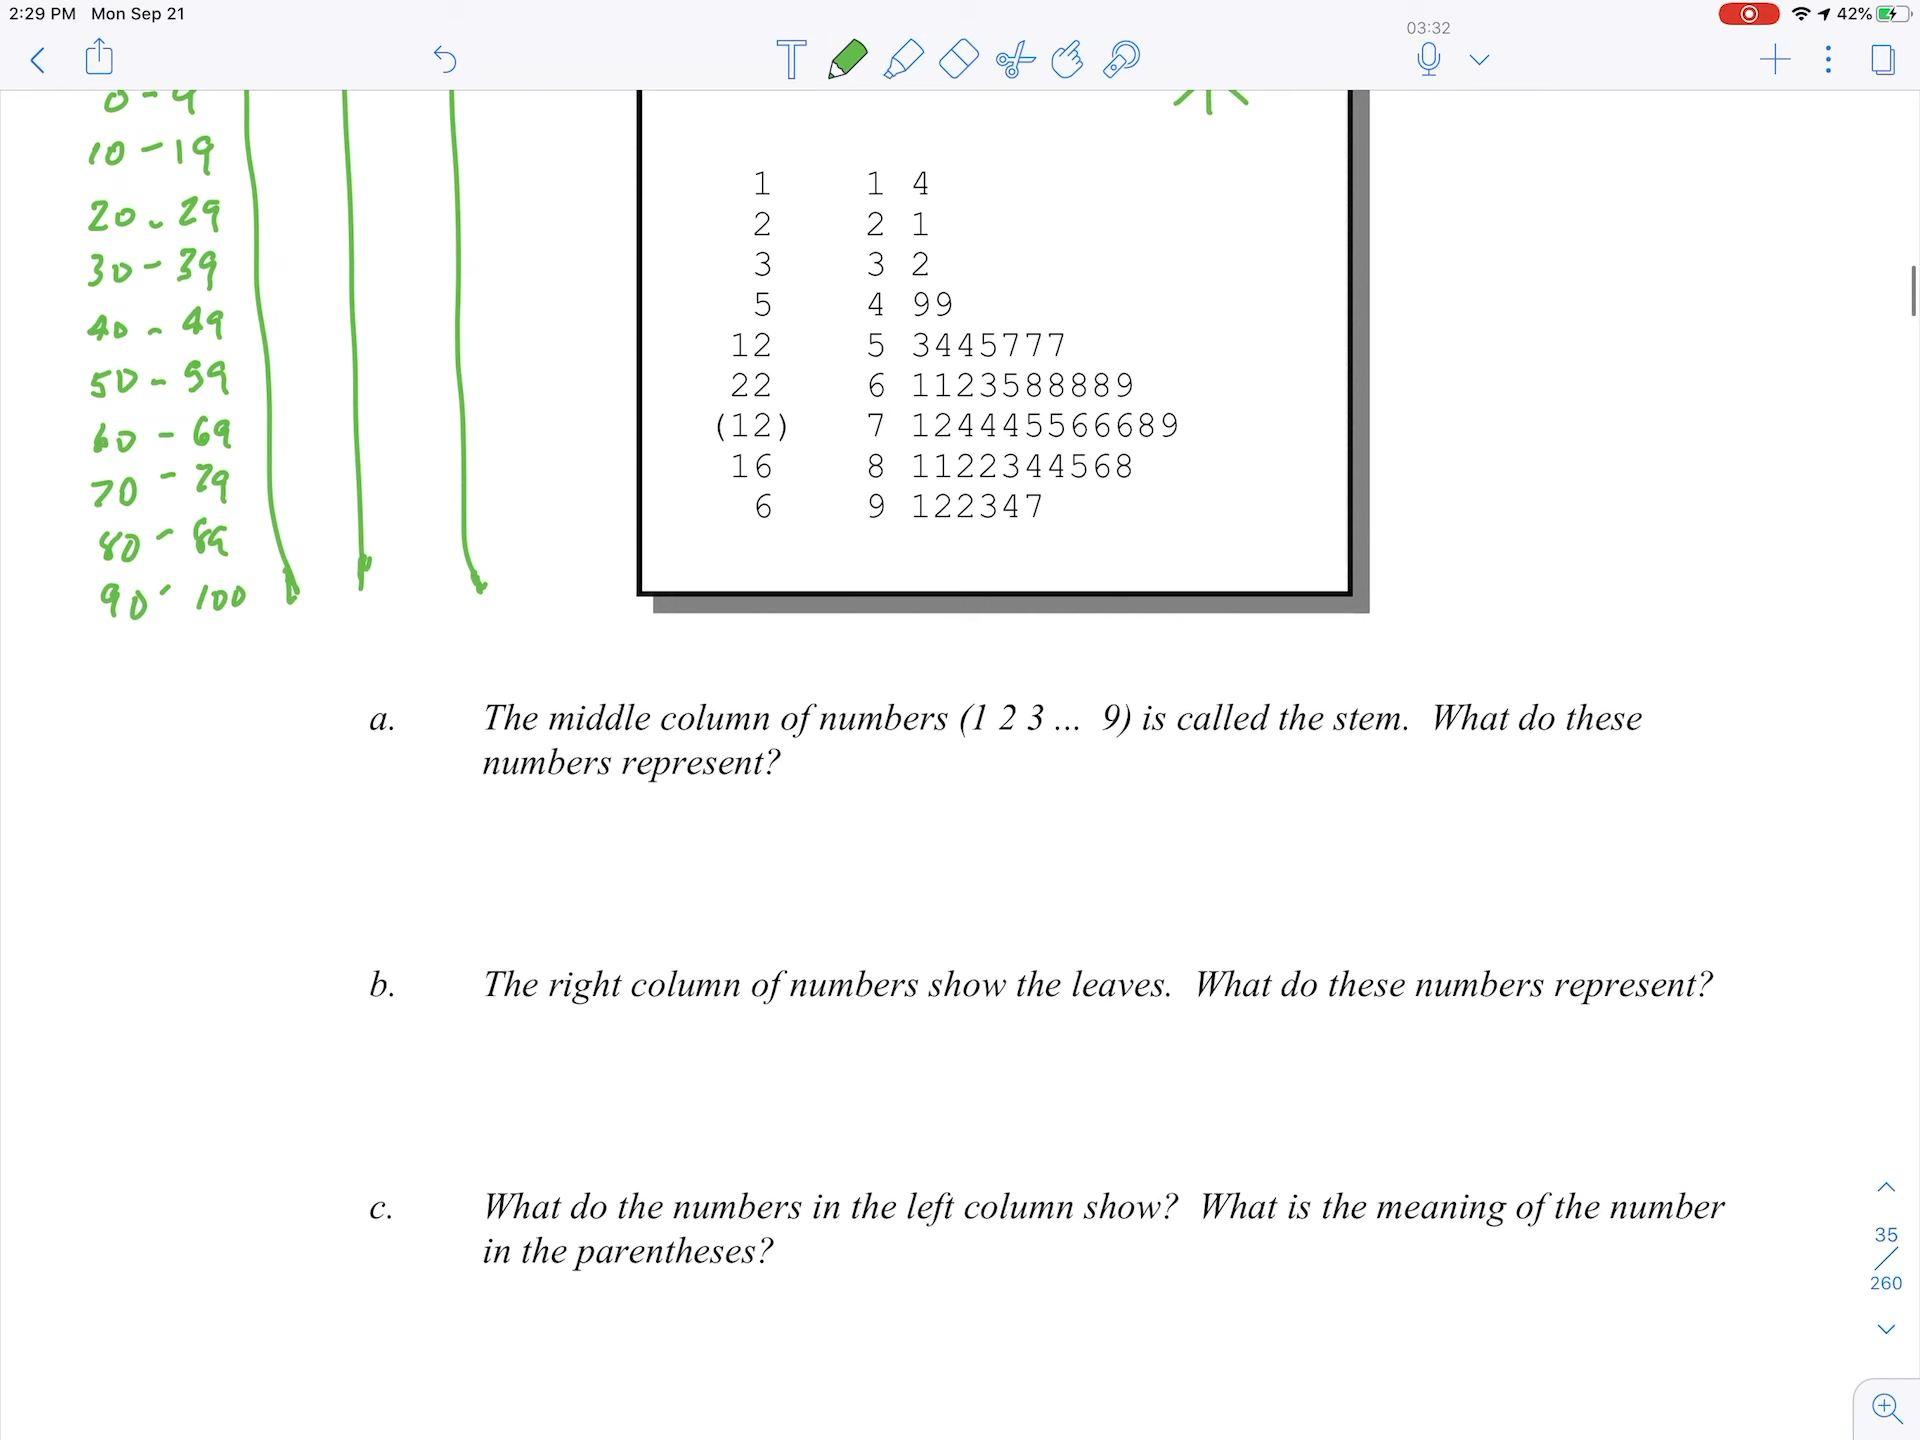 2:29 PM Mon Sep 21
42%
03:32
T
0 - 9
10 - 19
20 - 29
30 - 39
40 - 49
50 - 59
60 - 69
70 - 79
80 - 89
90 - 100
1 1 4
2 2 1
3 3 2
5 4 99
12 5 3445777
22 6 1123588889
(12) 7 124445566689
16 8 1122344568
6 9 122347
a. The middle column of numbers (1 2 3 ... 9) is called the stem. What do these
numbers represent?
b. The right column of numbers show the leaves. What do these numbers represent?
c. What do the numbers in the left column show? What is the meaning of the number
in the parentheses?
35
/
260